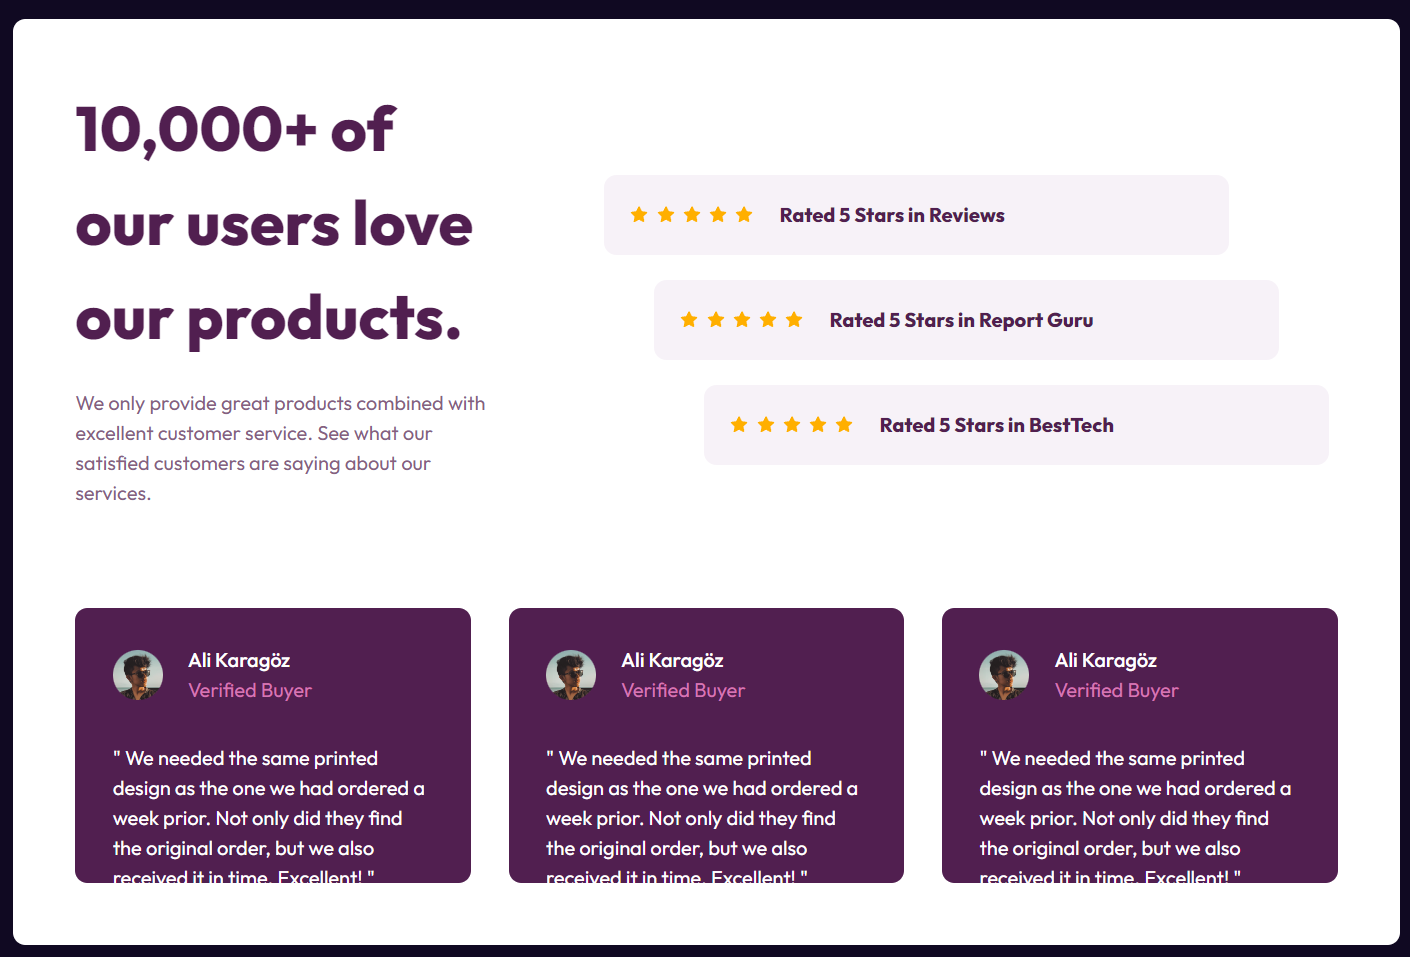 10,000+ of
our users love
our products.
We only provide great products combined with
excellent customer service. See what our
satisfied customers are saying about our
services.
Rated 5 Stars in Reviews
Rated 5 Stars in Report Guru
Rated 5 Stars in BestTech
Ali Karagöz
Verified Buyer
" We needed the same printed
design as the one we had ordered a
week prior. Not only did they find
the original order, but we also
received it in time. Excellent! "
Ali Karagöz
Verified Buyer
" We needed the same printed
design as the one we had ordered a
week prior. Not only did they find
the original order, but we also
received it in time. Excellent! "
Ali Karagöz
Verified Buyer
" We needed the same printed
design as the one we had ordered a
week prior. Not only did they find
the original order, but we also
received it in time. Excellent! "